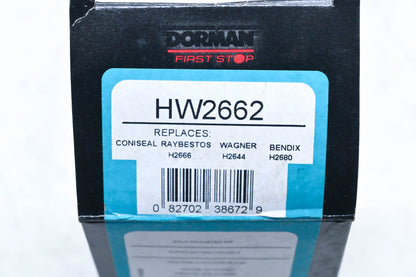 DORMAN
FIRST STOP
HW2662
REPLACES:
CONISEAL RAYBESTOS WAGNER BENDIX
H2666 H2644 H2680
0 82702 38672 9